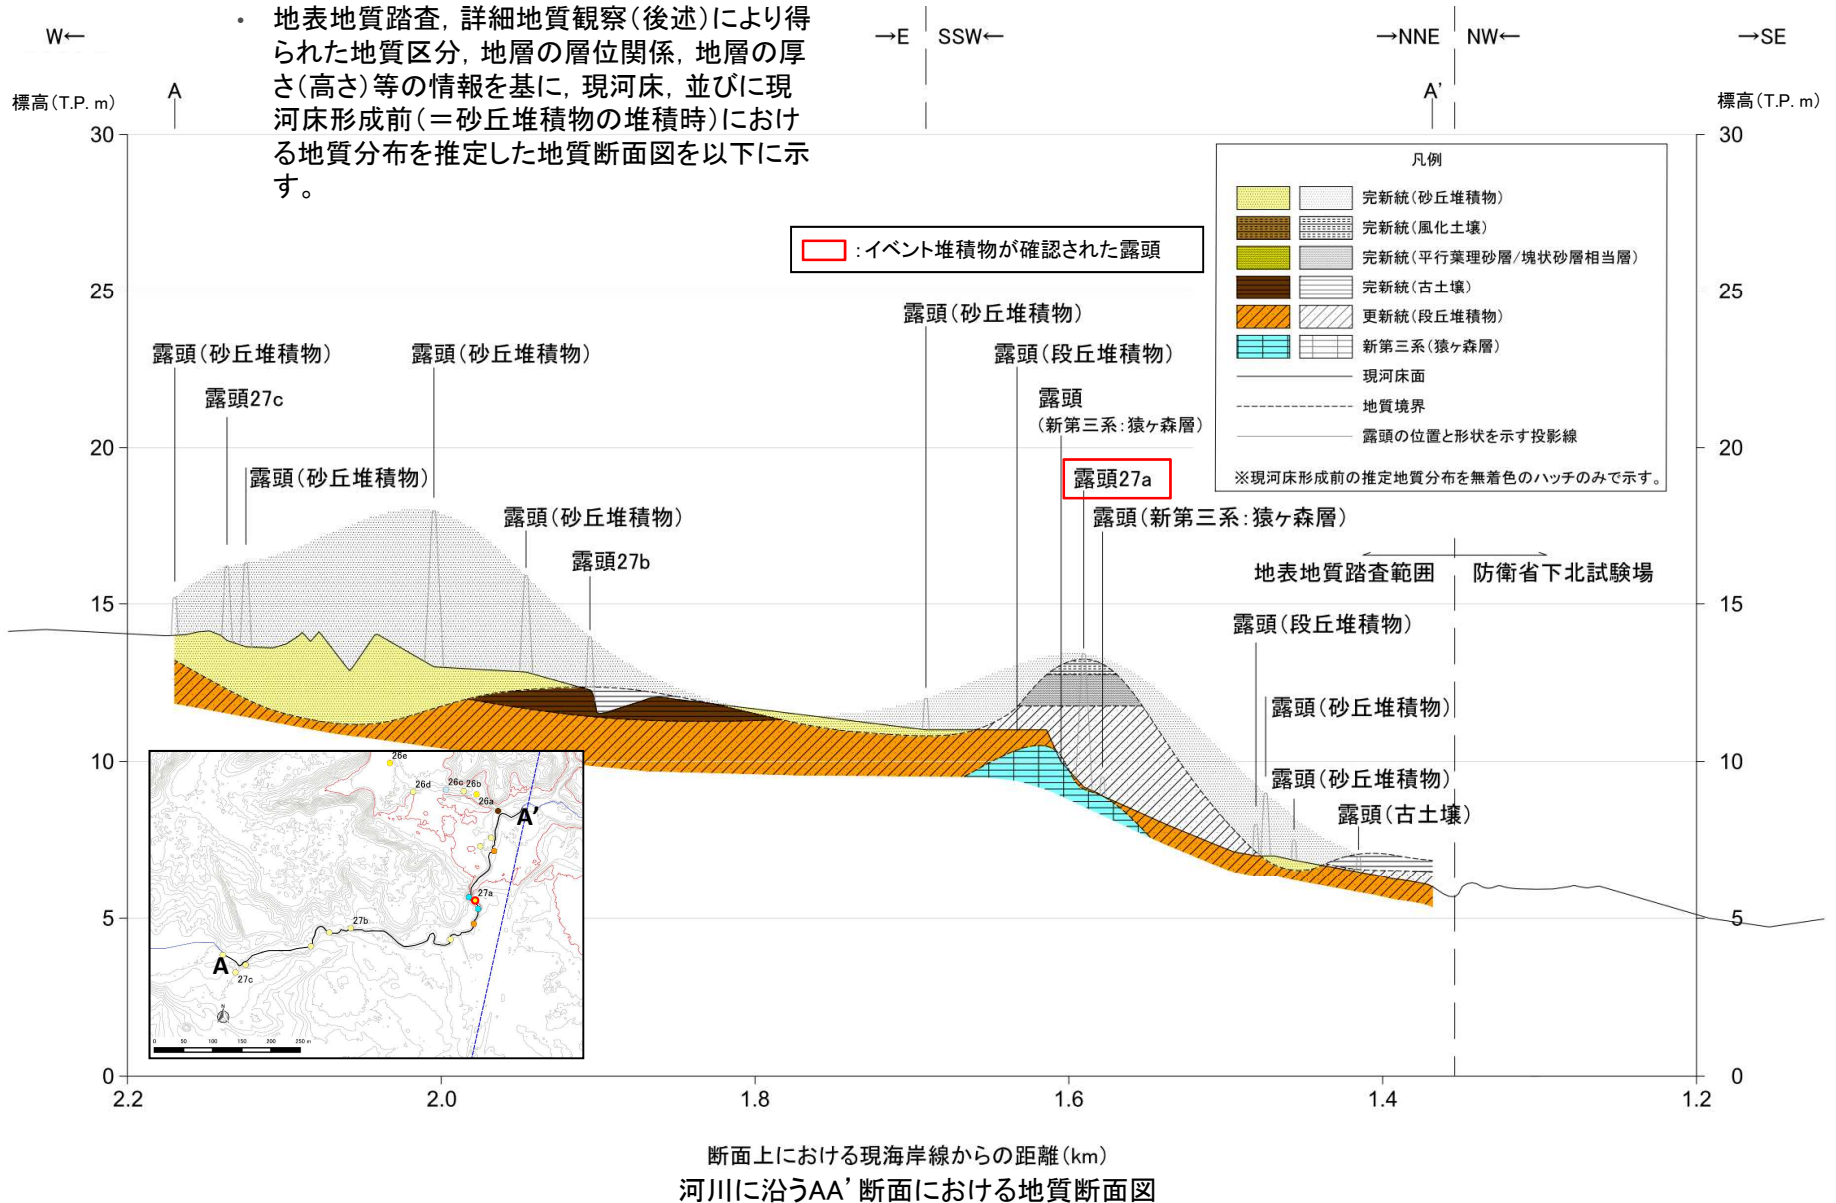 ・ 地表地質踏査，詳細地質観察（後述）により得
られた地質区分，地層の層位関係，地層の厚
さ（高さ）等の情報を基に，現河床，並びに現
河床形成前（＝砂丘堆積物の堆積時）におけ
る地質分布を推定した地質断面図を以下に示
す。
W←
→E
SSW←
→NNE
NW←
→SE
標高（T.P. m）
A
A'
標高（T.P. m）
30
25
20
15
10
5
0
凡例
完新統（砂丘堆積物）
完新統（風化土壌）
完新統（平行葉理砂層/塊状砂層相当層）
完新統（古土壌）
更新統（段丘堆積物）
新第三系（猿ヶ森層）
現河床面
地質境界
露頭の位置と形状を示す投影線
※現河床形成前の推定地質分布を無着色のハッチのみで示す。
：イベント堆積物が確認された露頭
露頭（砂丘堆積物）
露頭27c
露頭（砂丘堆積物）
露頭（砂丘堆積物）
露頭（砂丘堆積物）
露頭27b
露頭（砂丘堆積物）
露頭（段丘堆積物）
露頭
（新第三系：猿ヶ森層）
露頭27a
露頭（新第三系：猿ヶ森層）
地表地質踏査範囲
防衛省下北試験場
露頭（段丘堆積物）
露頭（砂丘堆積物）
露頭（砂丘堆積物）
露頭（古土壌）
30
25
20
15
10
5
0
26e
26d
26c
26b
26a
A'
27a
27b
A
27c
N
0 50 100 150 200 250 m
2.2
2.0
1.8
1.6
1.4
1.2
断面上における現海岸線からの距離（km）
河川に沿うAA' 断面における地質断面図